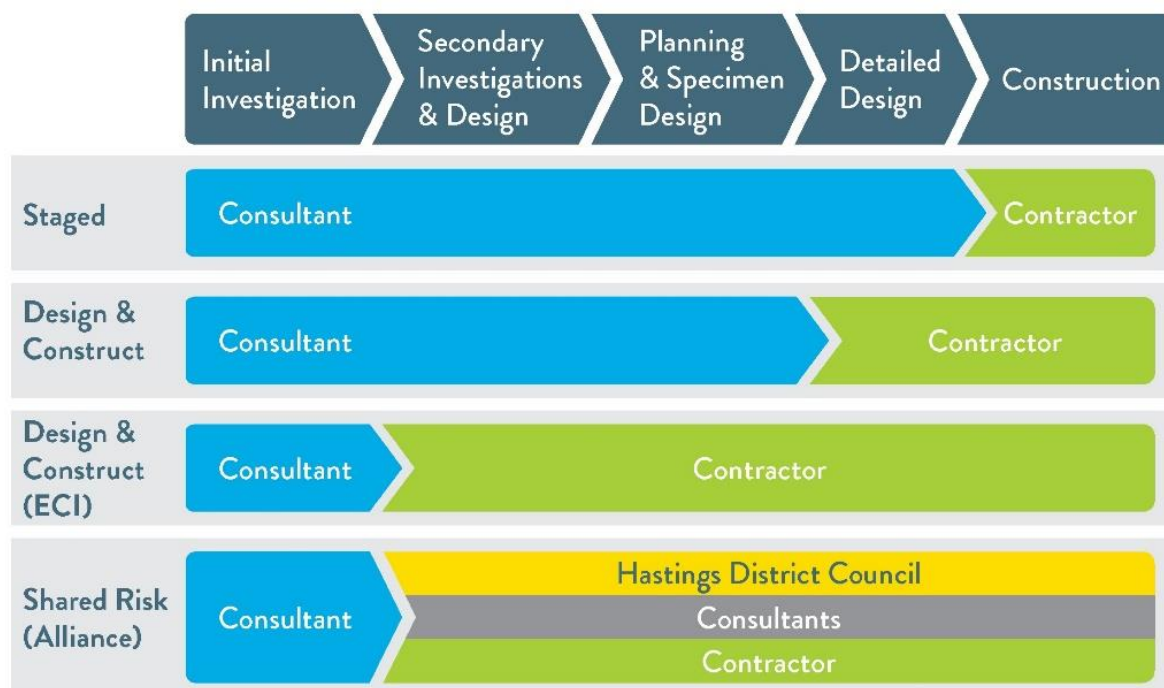 Initial
Investigation
Secondary
Investigations
& Design
Planning
& Specimen
Design
Detailed
Design
Construction
Staged
Consultant
Contractor
Design &
Construct
Consultant
Contractor
Design &
Construct
(ECI)
Consultant
Contractor
Shared Risk
(Alliance)
Consultant
Hastings District Council
Consultants
Contractor